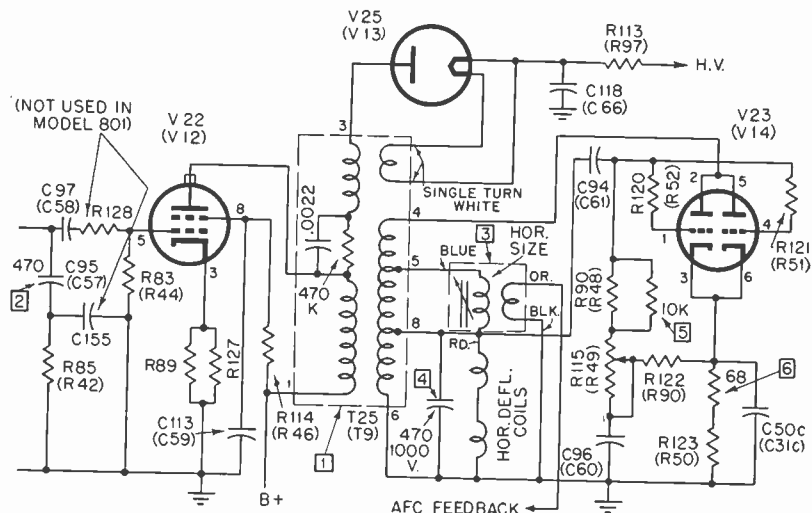 V25
(V13)
R113
(R97)
H.V.
C118
(C66)
(NOT USED IN
MODEL 801)
V22
(V12)
V23
(V14)
3
SINGLE TURN
WHITE
C97
(C58)
R128
5
8
3
.0022
470
K
4
5
8
6
1
BLUE
3
HOR.
SIZE
OR.
BLK.
RD.
C94
(C61)
R120
(R52)
2
5
1
4
3
6
R121
(R51)
470
2
C95
(C57)
C155
R83
(R44)
R85
(R42)
R89
R127
C113
(C59)
R114
(R46)
1
T25
(T9)
B+
4
470
1000
V.
HOR. DEFL.
COILS
AFC FEEDBACK
R90
(R48)
10K
5
R115
(R49)
R122
(R90)
C96
(C60)
68
6
R123
(R50)
C50c
(C31c)